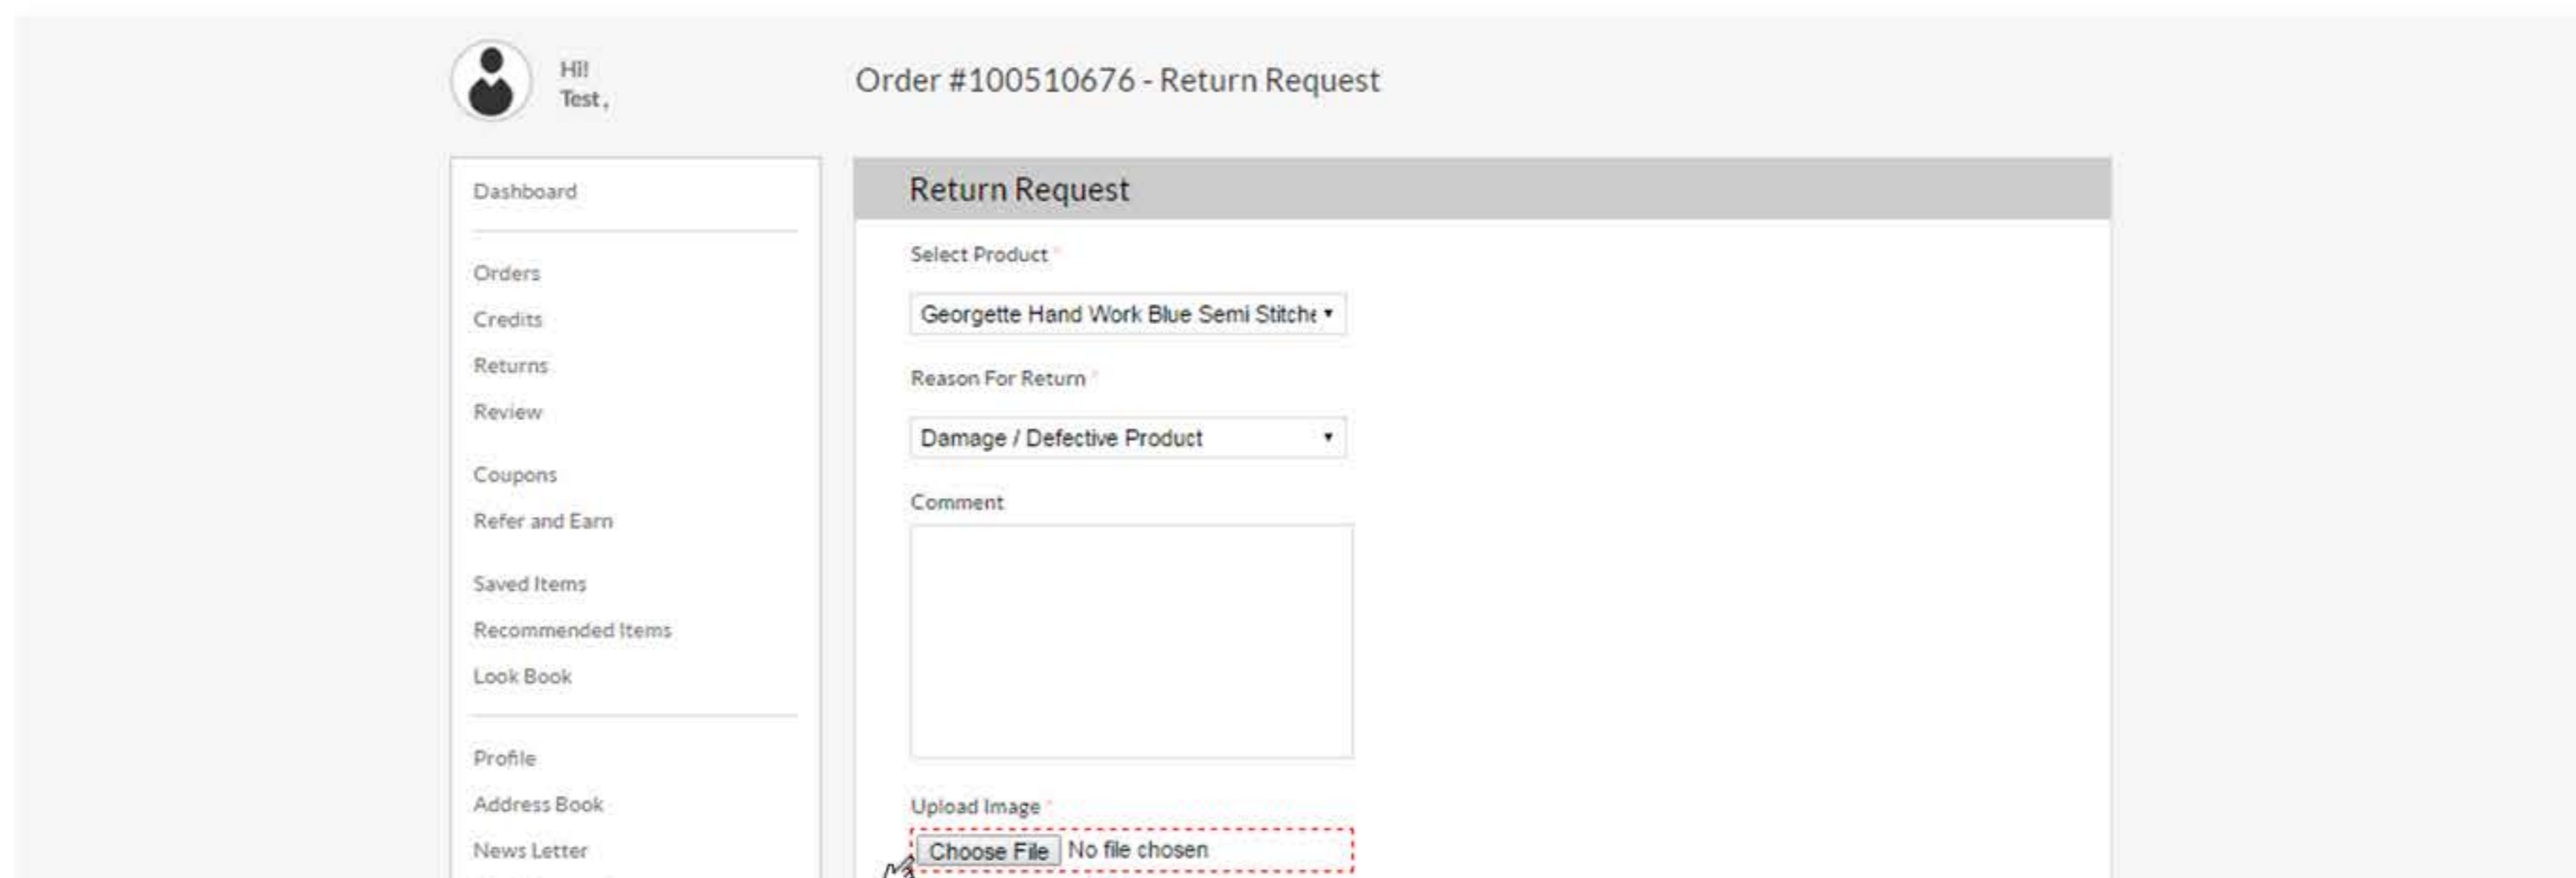 Hi!
Test,
Order #100510676 - Return Request
Dashboard
Orders
Credits
Returns
Review
Coupons
Refer and Earn
Saved Items
Recommended Items
Look Book
Profile
Address Book
News Letter
Return Request
Select Product *
Georgette Hand Work Blue Semi Stitche
Reason For Return *
Damage / Defective Product
Comment
Upload Image *
Choose File No file chosen